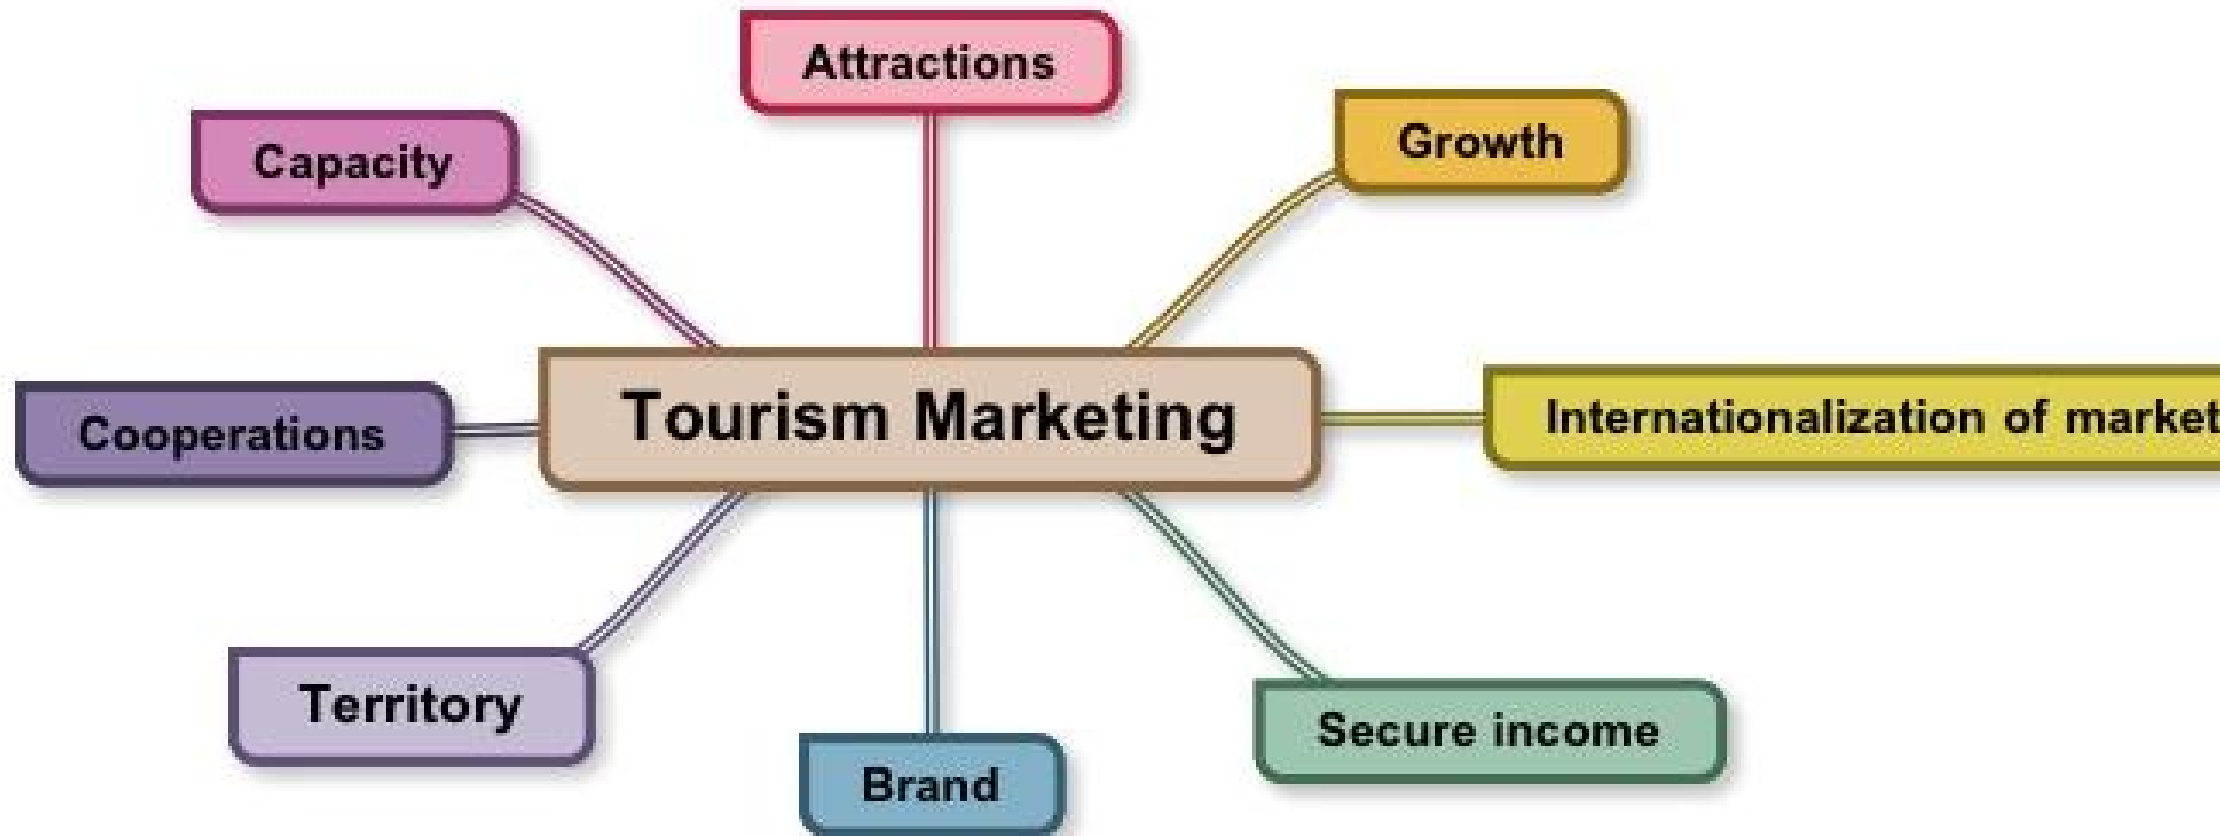 Attractions
Growth
Capacity
Tourism Marketing
Internationalization of market
Cooperations
Territory
Secure income
Brand